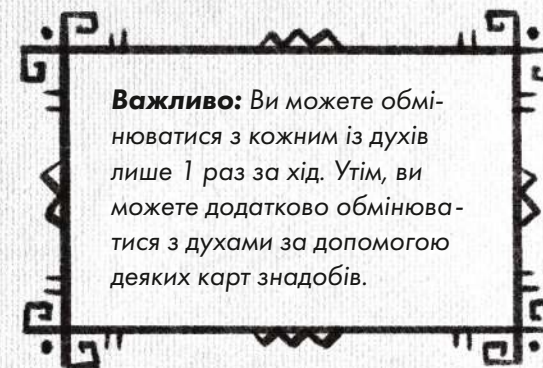 Важливо: Ви можете обмі-
нюватися з кожним із духів
лише 1 раз за хід. Утім, ви
можете додатково обмінюва-
тися з духами за допомогою
деяких карт знадобів.